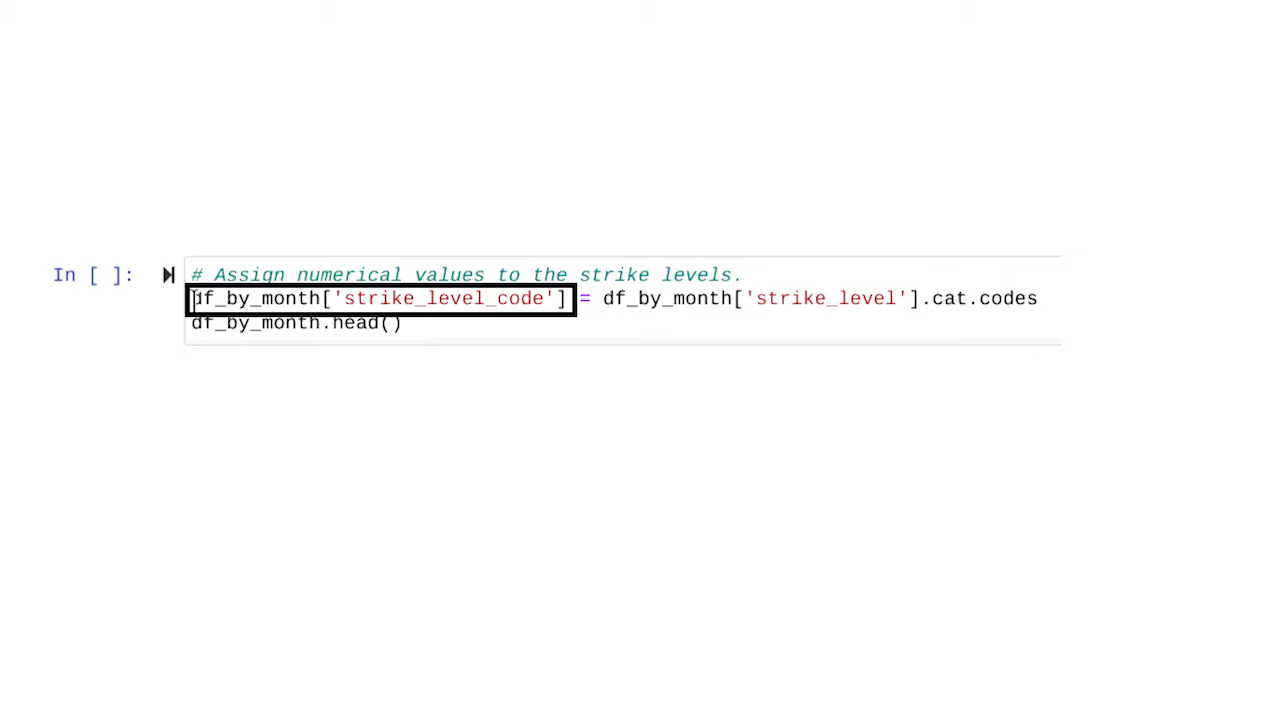 In [ ]: # Assign numerical values to the strike levels.
df_by_month['strike_level_code'] = df_by_month['strike_level'].cat.codes
df_by_month.head()